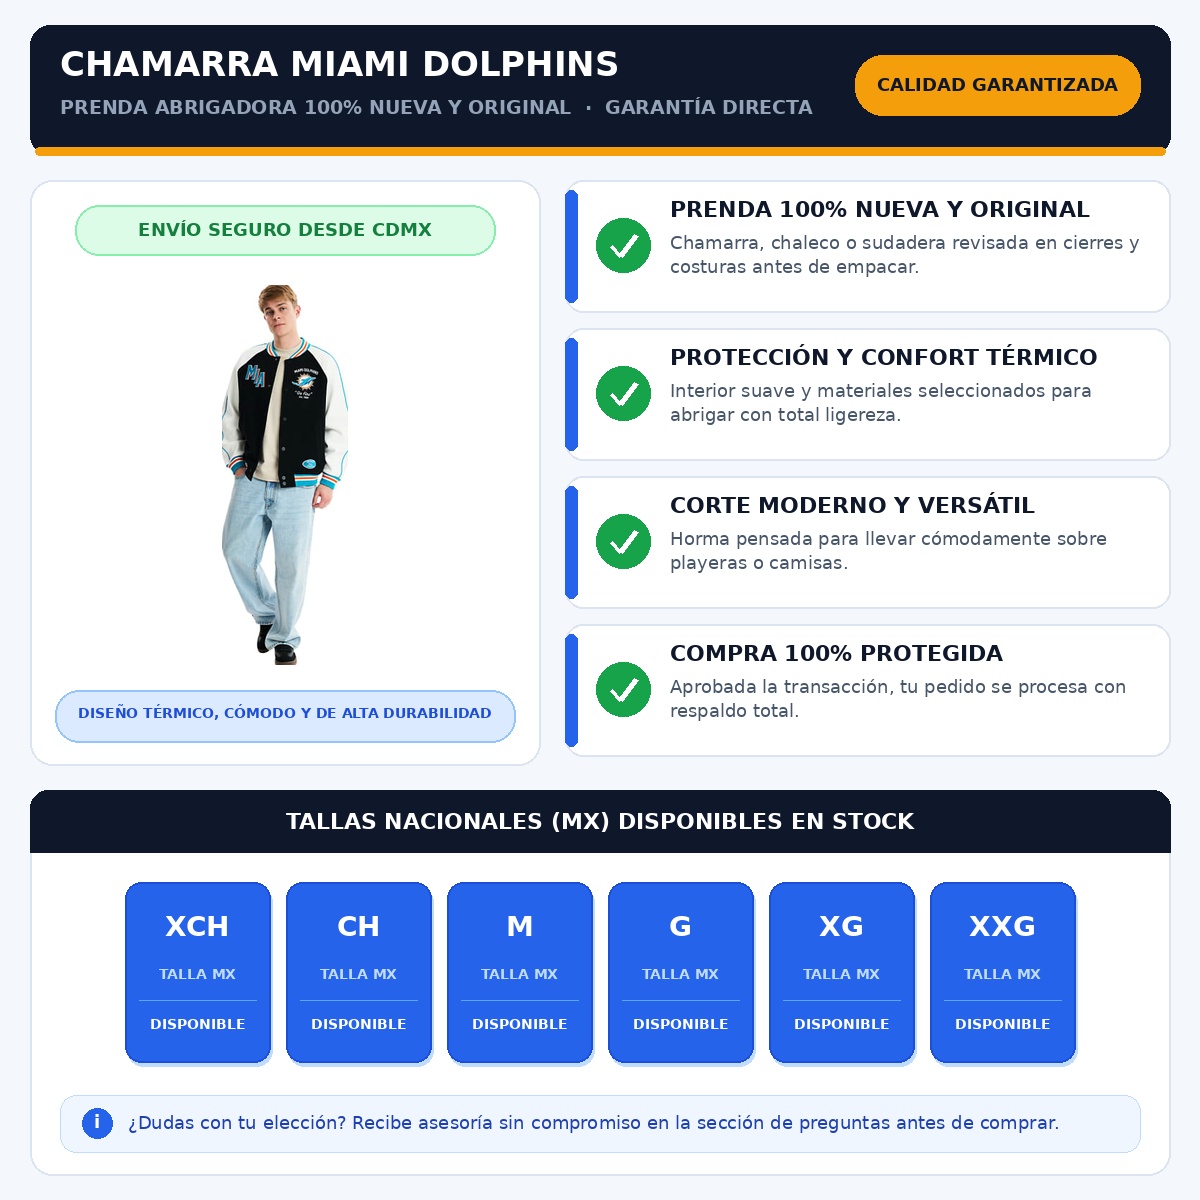 CHAMARRA MIAMI DOLPHINS
PRENDA ABRIGADORA 100% NUEVA Y ORIGINAL · GARANTÍA DIRECTA
CALIDAD GARANTIZADA
ENVÍO SEGURO DESDE CDMX
MIA
MIAMI DOLPHINS
DISEÑO TÉRMICO, CÓMODO Y DE ALTA DURABILIDAD
PRENDA 100% NUEVA Y ORIGINAL
Chamarra, chaleco o sudadera revisada en cierres y
costuras antes de empacar.
PROTECCIÓN Y CONFORT TÉRMICO
Interior suave y materiales seleccionados para
abrigar con total ligereza.
CORTE MODERNO Y VERSÁTIL
Horma pensada para llevar cómodamente sobre
playeras o camisas.
COMPRA 100% PROTEGIDA
Aprobada la transacción, tu pedido se procesa con
respaldo total.
TALLAS NACIONALES (MX) DISPONIBLES EN STOCK
XCH
TALLA MX
DISPONIBLE
CH
TALLA MX
DISPONIBLE
M
TALLA MX
DISPONIBLE
G
TALLA MX
DISPONIBLE
XG
TALLA MX
DISPONIBLE
XXG
TALLA MX
DISPONIBLE
i
¿Dudas con tu elección? Recibe asesoría sin compromiso en la sección de preguntas antes de comprar.